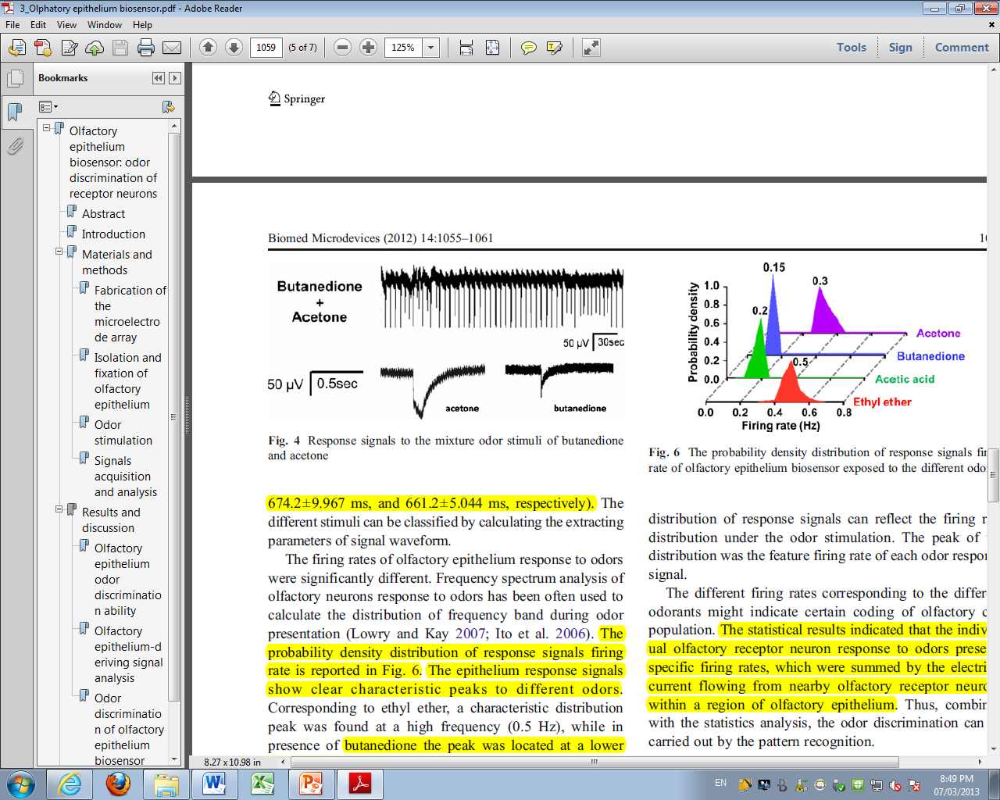 3_Olphatory epithelium biosensor.pdf - Adobe Reader
File Edit View Window Help
1059 (5 of 7) 125% Tools Sign Comment
Bookmarks
Olfactory
epithelium
biosensor: odor
discrimination of
receptor neurons
Abstract
Introduction
Materials and
methods
Fabrication of
the
microelectro
de array
Isolation and
fixation of
olfactory
epithelium
Odor
stimulation
Signals
acquisition
and analysis
Results and
discussion
Olfactory
epithelium
odor
discriminatio
n ability
Olfactory
epithelium-d
eriving signal
analysis
Odor
discriminatio
n of olfactory
epithelium
biosensor
Springer
Biomed Microdevices (2012) 14:1055–1061
10
Butanedione
+
Acetone
50 µV 30sec
50 µV 0.5sec
acetone
butanedione
Fig. 4 Response signals to the mixture odor stimuli of butanedione
and acetone
674.2±9.967 ms, and 661.2±5.044 ms, respectively). The
different stimuli can be classified by calculating the extracting
parameters of signal waveform.
The firing rates of olfactory epithelium response to odors
were significantly different. Frequency spectrum analysis of
olfactory neurons response to odors has been often used to
calculate the distribution of frequency band during odor
presentation (Lowry and Kay 2007; Ito et al. 2006). The
probability density distribution of response signals firing
rate is reported in Fig. 6. The epithelium response signals
show clear characteristic peaks to different odors.
Corresponding to ethyl ether, a characteristic distribution
peak was found at a high frequency (0.5 Hz), while in
presence of butanedione the peak was located at a lower
Probability density
1.0
0.8
0.6
0.4
0.2
0.0
0.15
0.3
0.2
0.5
Acetone
Butanedione
Acetic acid
Ethyl ether
0.0 0.2 0.4 0.6 0.8
Firing rate (Hz)
Fig. 6 The probability density distribution of response signals fir
rate of olfactory epithelium biosensor exposed to the different odo
distribution of response signals can reflect the firing r
distribution under the odor stimulation. The peak of
distribution was the feature firing rate of each odor respon
signal.
The different firing rates corresponding to the differe
odorants might indicate certain coding of olfactory c
population. The statistical results indicated that the indiv
ual olfactory receptor neuron response to odors prese
specific firing rates, which were summed by the electri
current flowing from nearby olfactory receptor neuro
within a region of olfactory epithelium. Thus, combin
with the statistics analysis, the odor discrimination can
carried out by the pattern recognition.
8.27 x 10.98 in
EN
8:49 PM
07/03/2013